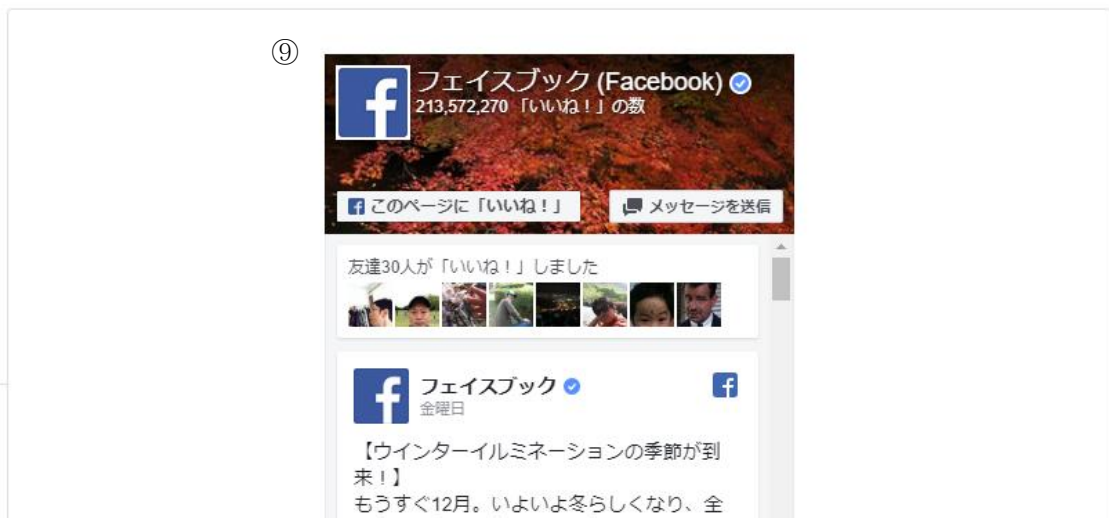 ⑨
フェイスブック (Facebook)
213,572,270「いいね！」の数
このページに「いいね！」
メッセージを送信
友達30人が「いいね！」しました
フェイスブック
金曜日
【ウインターイルミネーションの季節が到
来！】
もうすぐ12月。いよいよ冬らしくなり、全